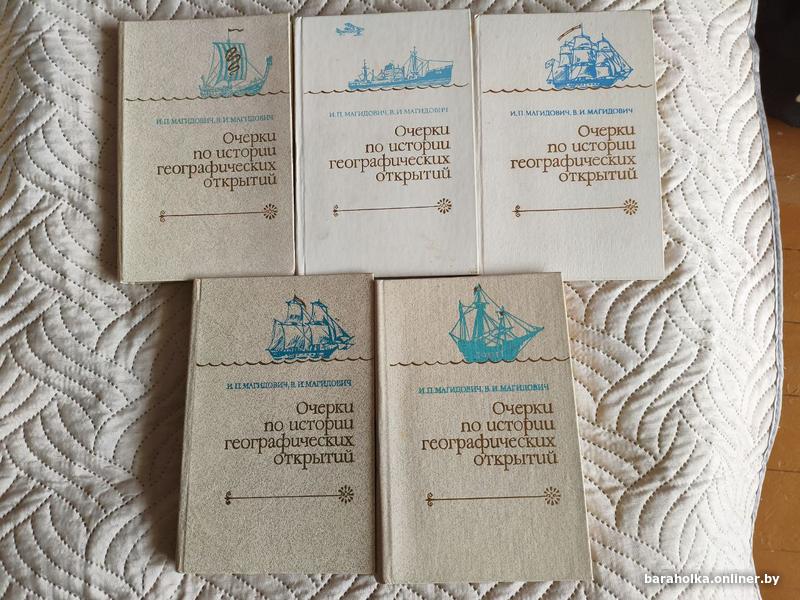 И.П. МАГИДОВИЧ, В.И. МАГИДОВИЧ
Очерки
по истории
географических
открытий
И.П. МАГИДОВИЧ, В.И. МАГИДОВИЧ
Очерки
по истории
географических
открытий
И.П. МАГИДОВИЧ, В.И. МАГИДОВИЧ
Очерки
по истории
географических
открытий
И.П. МАГИДОВИЧ, В.И. МАГИДОВИЧ
Очерки
по истории
географических
открытий
И.П. МАГИДОВИЧ, В.И. МАГИДОВИЧ
Очерки
по истории
географических
открытий
baraholka.onliner.by